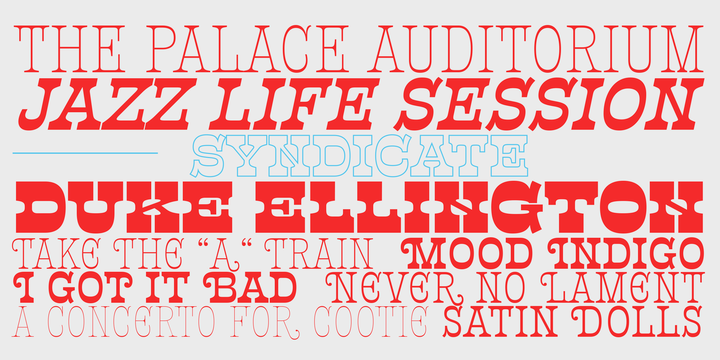 THE PALACE AUDITORIUM
JAZZ LIFE SESSION
SYNDICATE
DUKE ELLINGTON
TAKE THE “A“ TRAIN MOOD INDIGO
I GOT IT BAD NEVER NO LAMENT
A CONCERTO FOR COOTIE SATIN DOLLS